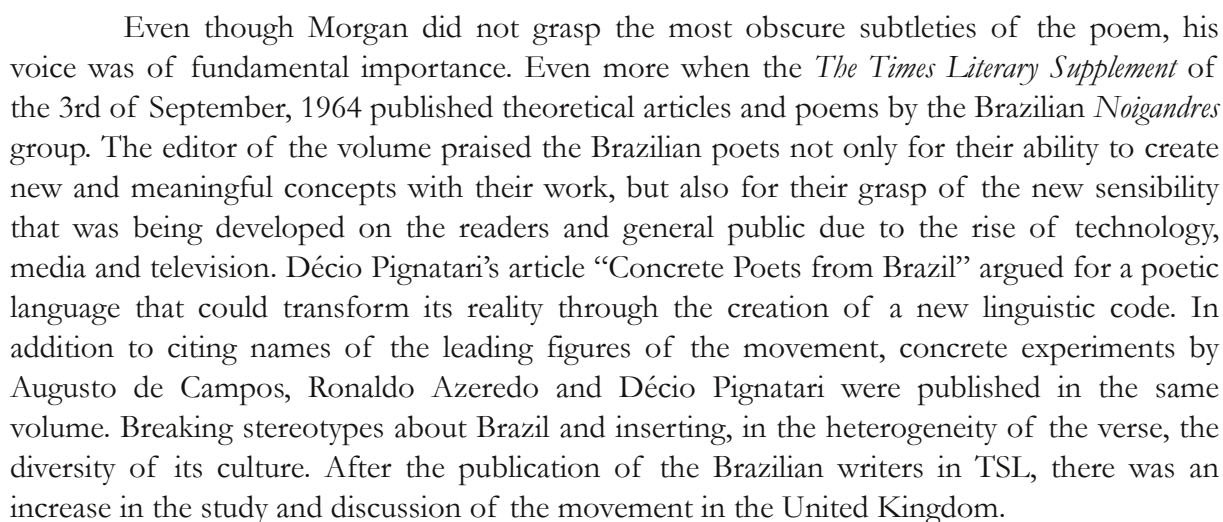 Even though Morgan did not grasp the most obscure subtleties of the poem, his
voice was of fundamental importance. Even more when the The Times Literary Supplement of
the 3rd of September, 1964 published theoretical articles and poems by the Brazilian Noigandres
group. The editor of the volume praised the Brazilian poets not only for their ability to create
new and meaningful concepts with their work, but also for their grasp of the new sensibility
that was being developed on the readers and general public due to the rise of technology,
media and television. Décio Pignatari’s article “Concrete Poets from Brazil” argued for a poetic
language that could transform its reality through the creation of a new linguistic code. In
addition to citing names of the leading figures of the movement, concrete experiments by
Augusto de Campos, Ronaldo Azeredo and Décio Pignatari were published in the same
volume. Breaking stereotypes about Brazil and inserting, in the heterogeneity of the verse, the
diversity of its culture. After the publication of the Brazilian writers in TSL, there was an
increase in the study and discussion of the movement in the United Kingdom.